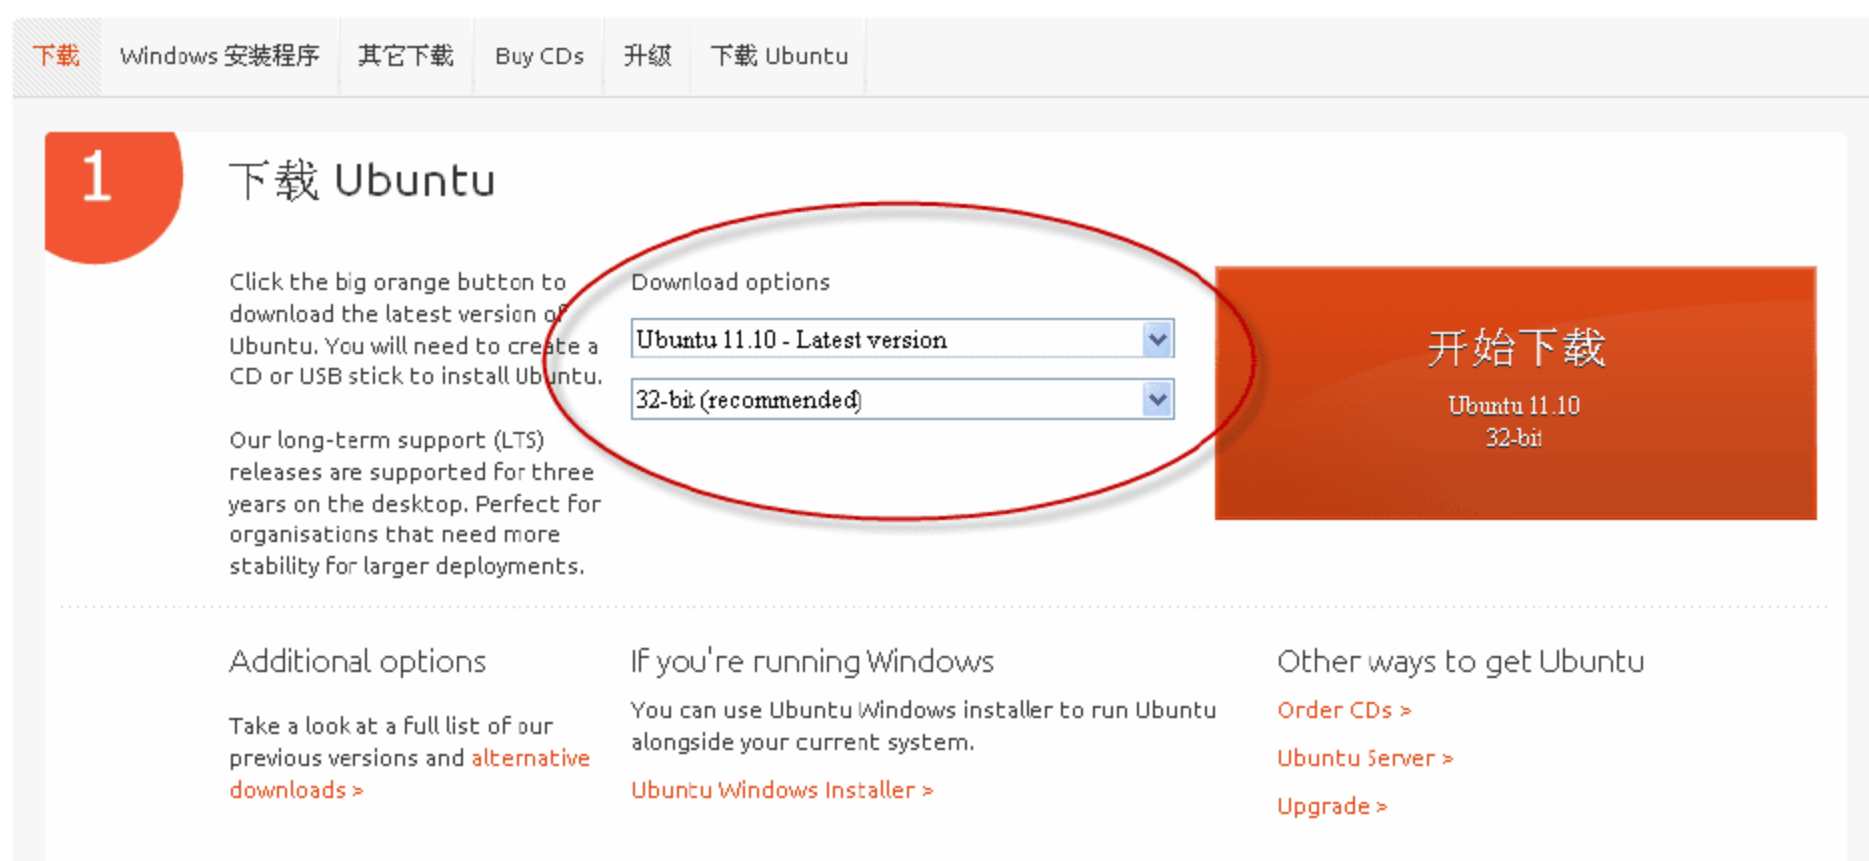 下载 Windows 安装程序 其它下载 Buy CDs 升级 下载 Ubuntu
1
下载 Ubuntu
Click the big orange button to
download the latest version of
Ubuntu. You will need to create a
CD or USB stick to install Ubuntu.
Our long-term support (LTS)
releases are supported for three
years on the desktop. Perfect for
organisations that need more
stability for larger deployments.
Download options
Ubuntu 11.10 - Latest version
32-bit (recommended)
开始下载
Ubuntu 11.10
32-bit
Additional options
Take a look at a full list of our
previous versions and alternative
downloads >
If you're running Windows
You can use Ubuntu Windows installer to run Ubuntu
alongside your current system.
Ubuntu Windows Installer >
Other ways to get Ubuntu
Order CDs >
Ubuntu Server >
Upgrade >